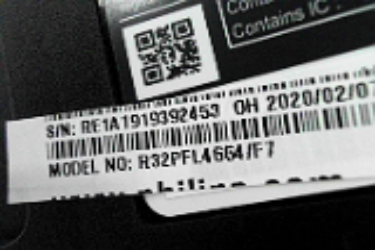 Conta
Contains IC :
S/N: RE1A1919392453 OH 2020/02/07
MODEL NO: R32PFL4664/F7